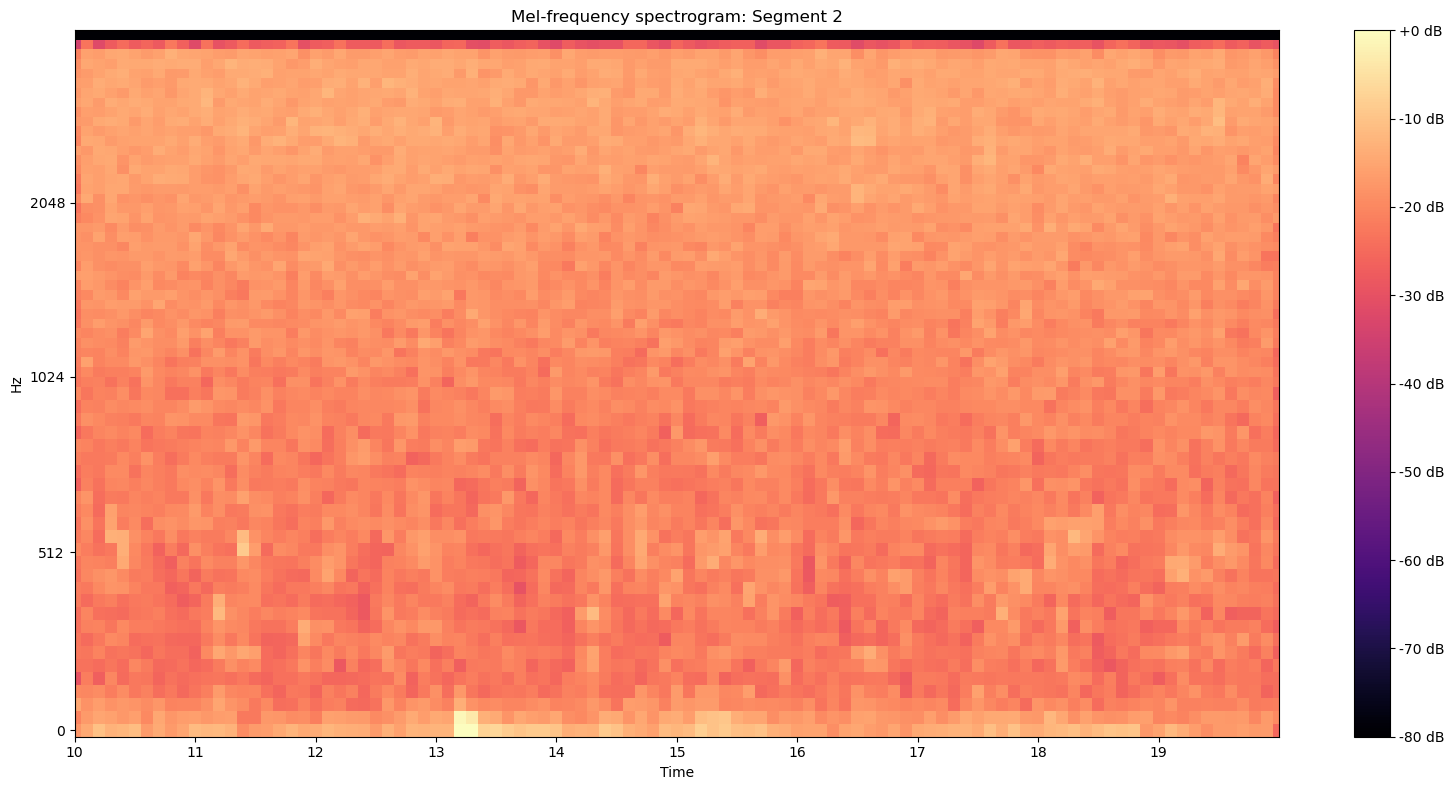 Mel-frequency spectrogram: Segment 2
Hz
2048
1024
512
0
10 11 12 13 14 15 16 17 18 19
Time
+0 dB
-10 dB
-20 dB
-30 dB
-40 dB
-50 dB
-60 dB
-70 dB
-80 dB